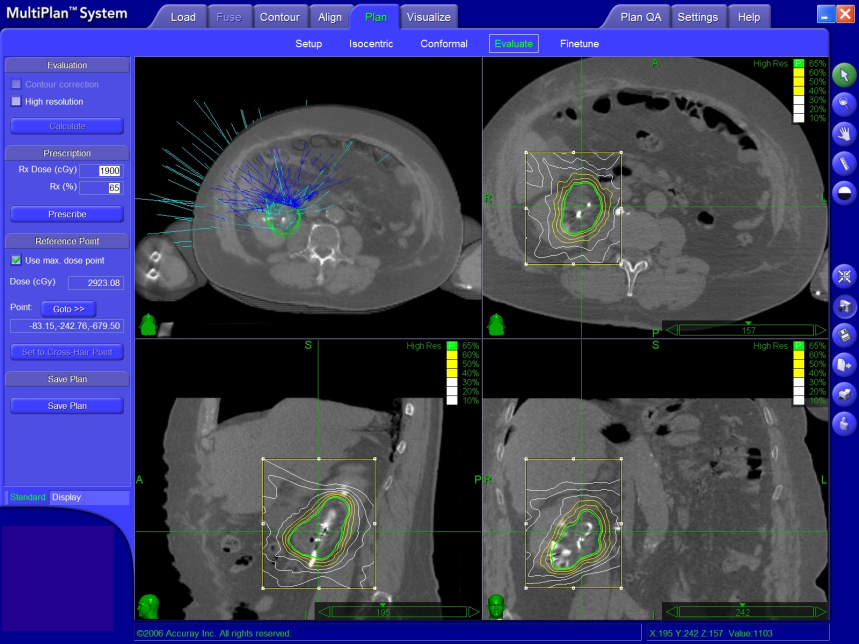 MultiPlan™ System
Load Fuse Contour Align Plan Visualize Plan QA Settings Help
Setup Isocentric Conformal Evaluate Finetune
Evaluation
Contour correction
High resolution
Calculate
Prescription
Rx Dose (cGy) 1900
Rx (%) 65
Prescribe
Reference Point
Use max. dose point
Dose (cGy) 2923.08
Point: Goto >>
-83.15,-242.76,-679.50
Set to Cross-Hair Point
Save Plan
Save Plan
Standard Display
A
High Res P 65%
60%
50%
40%
30%
20%
10%
R
L
P
157
S
High Res P 65%
60%
50%
40%
30%
20%
10%
A
P
I
195
S
High Res P 65%
60%
50%
40%
30%
20%
10%
R
L
I
242
©2006 Accuray Inc. All rights reserved.
X:195 Y:242 Z:157 Value:1103